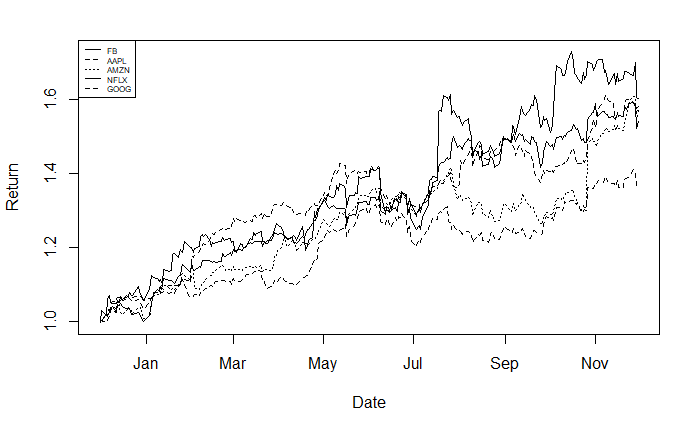 FB
AAPL
AMZN
NFLX
GOOG
Return
1.0
1.2
1.4
1.6
Jan
Mar
May
Jul
Sep
Nov
Date